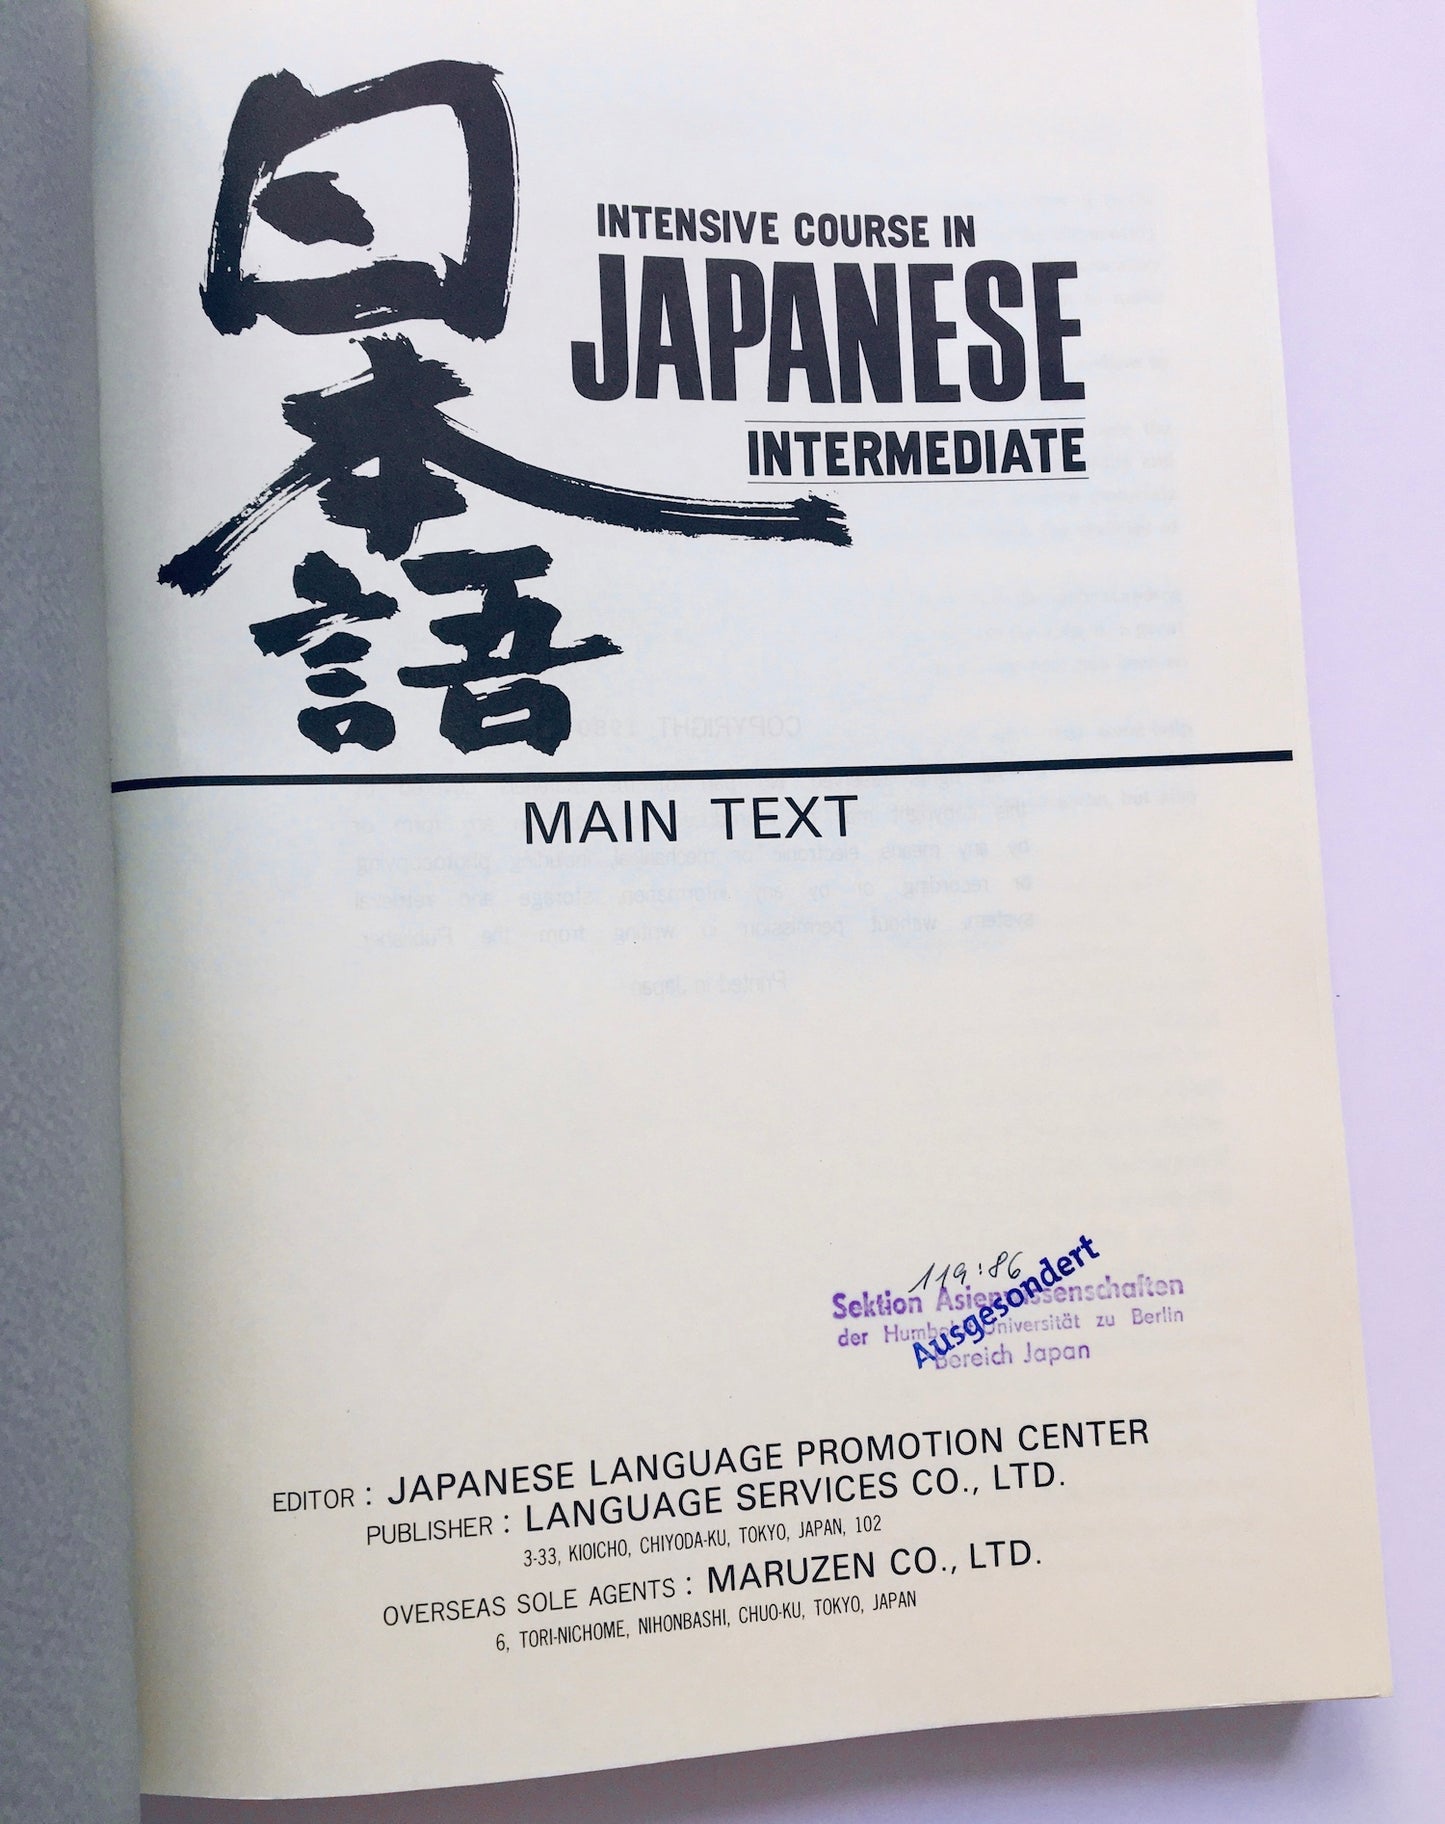 日本語
INTENSIVE COURSE IN
JAPANESE
INTERMEDIATE
MAIN TEXT
119:86
Sektion Asienwissenschaften
der Humboldt-Universität zu Berlin
Bereich Japan
Ausgesondert
EDITOR : JAPANESE LANGUAGE PROMOTION CENTER
PUBLISHER : LANGUAGE SERVICES CO., LTD.
3-33, KIOICHO, CHIYODA-KU, TOKYO, JAPAN, 102
OVERSEAS SOLE AGENTS : MARUZEN CO., LTD.
6, TORI-NICHOME, NIHONBASHI, CHUO-KU, TOKYO, JAPAN